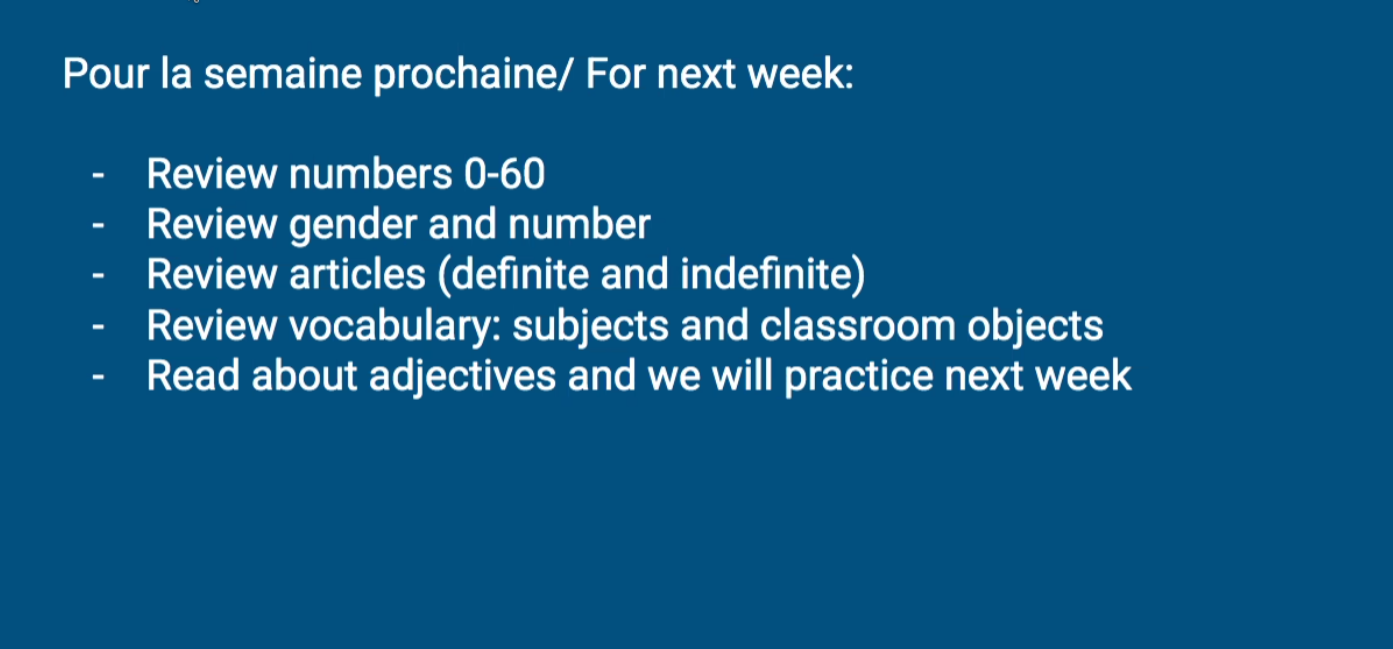 Pour la semaine prochaine/ For next week:
- Review numbers 0-60
- Review gender and number
- Review articles (definite and indefinite)
- Review vocabulary: subjects and classroom objects
- Read about adjectives and we will practice next week